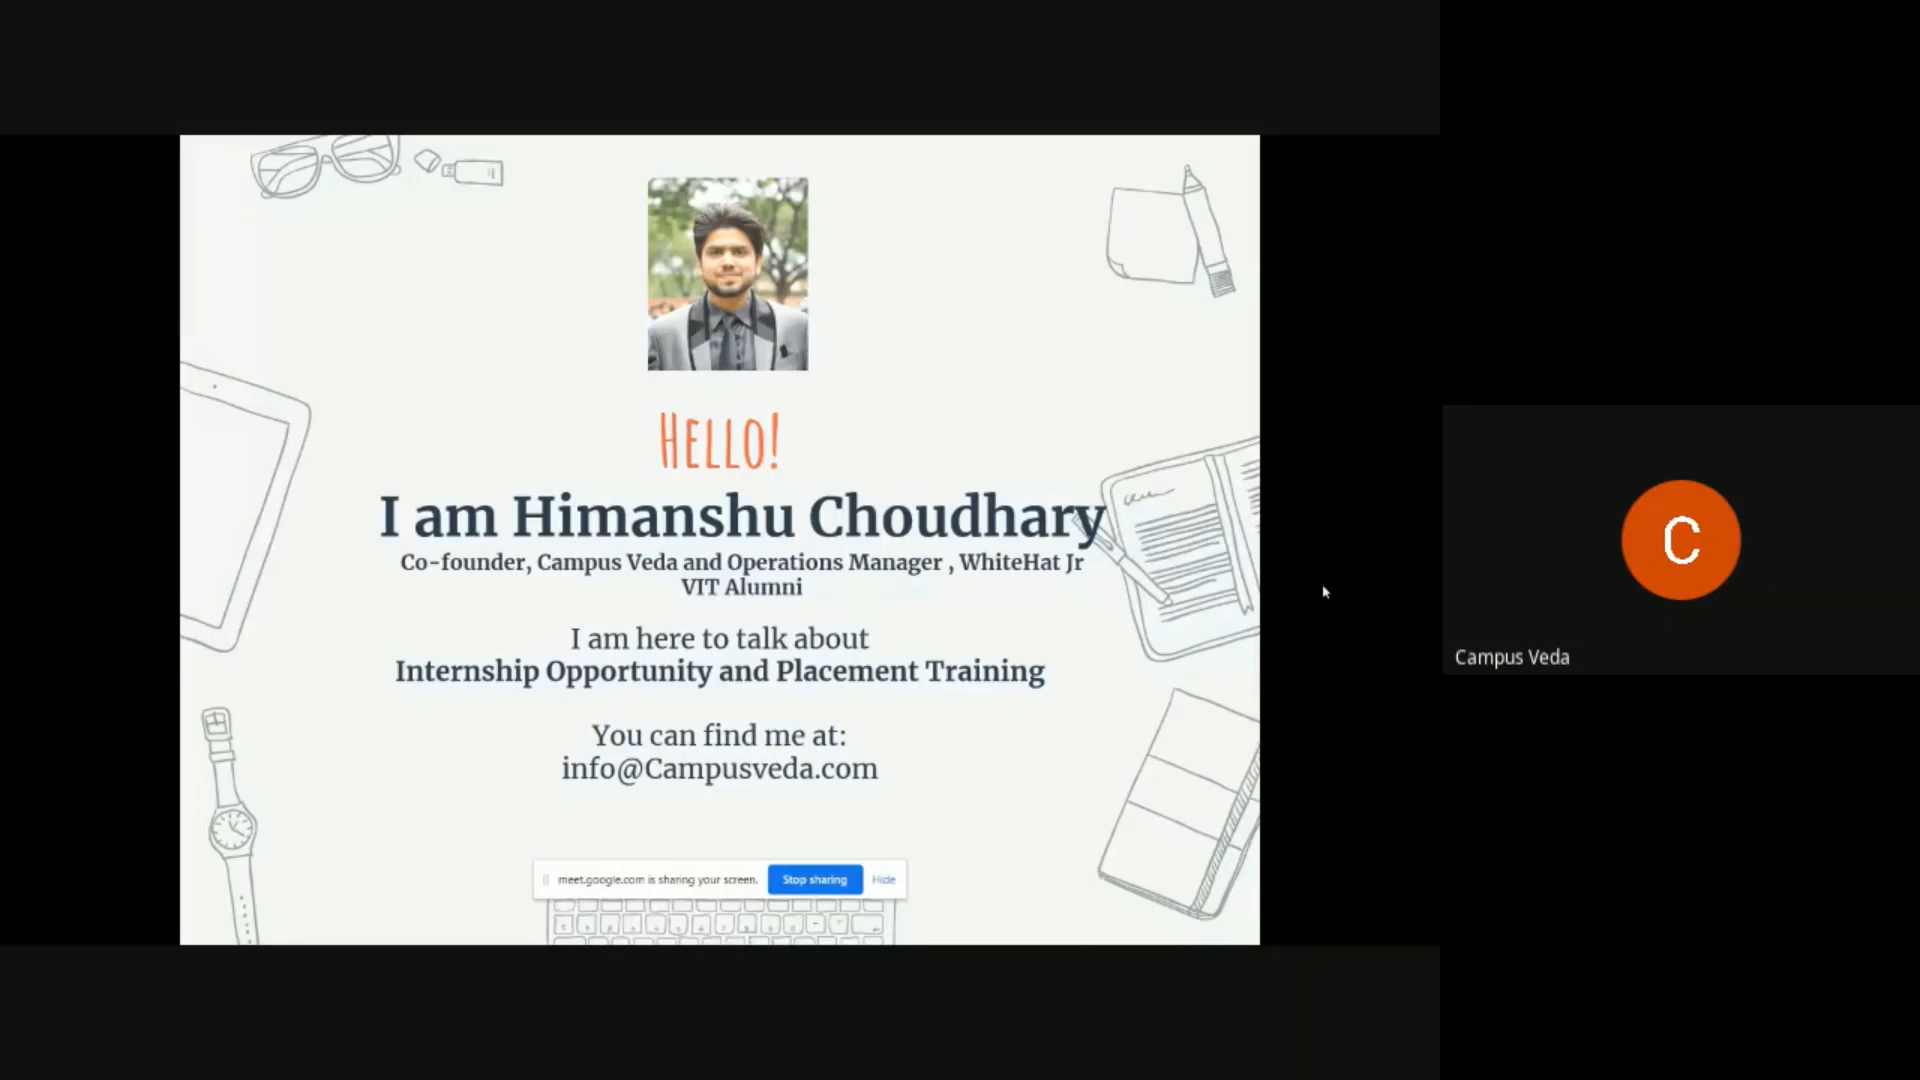 Hello!
I am Himanshu Choudhary
Co-founder, Campus Veda and Operations Manager , WhiteHat Jr
VIT Alumni
I am here to talk about
Internship Opportunity and Placement Training
You can find me at:
info@Campusveda.com
meet.google.com is sharing your screen. Stop sharing Hide
C
Campus Veda